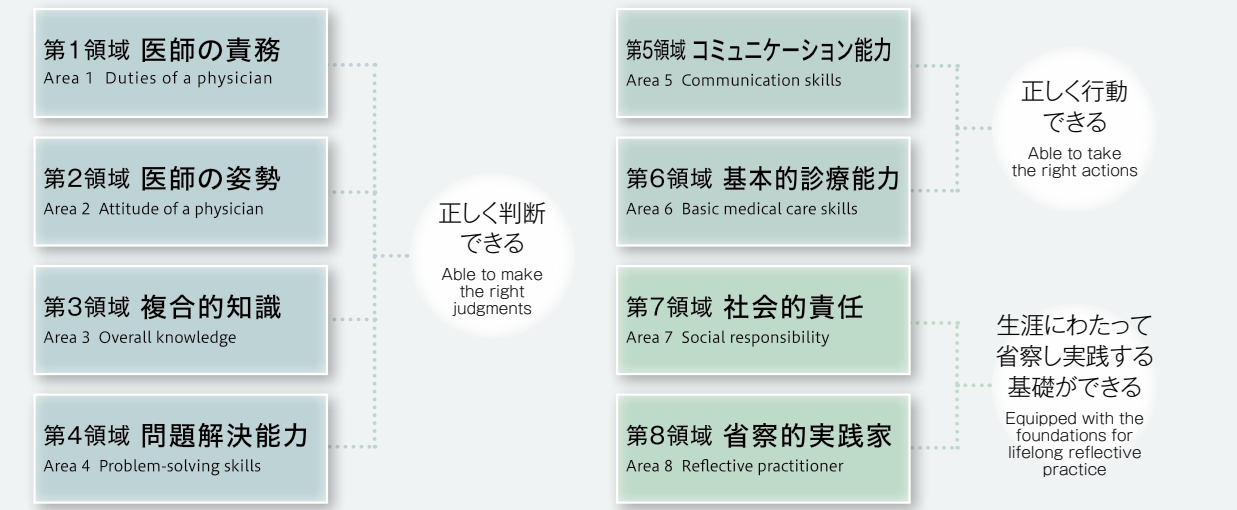 第1領域 医師の責務
Area 1 Duties of a physician
第2領域 医師の姿勢
Area 2 Attitude of a physician
第3領域 複合的知識
Area 3 Overall knowledge
第4領域 問題解決能力
Area 4 Problem-solving skills
正しく判断
できる
Able to make
the right
judgments
第5領域 コミュニケーション能力
Area 5 Communication skills
第6領域 基本的診療能力
Area 6 Basic medical care skills
正しく行動
できる
Able to take
the right actions
第7領域 社会的責任
Area 7 Social responsibility
第8領域 省察的実践家
Area 8 Reflective practitioner
生涯にわたって
省察し実践する
基礎ができる
Equipped with the
foundations for
lifelong reflective
practice